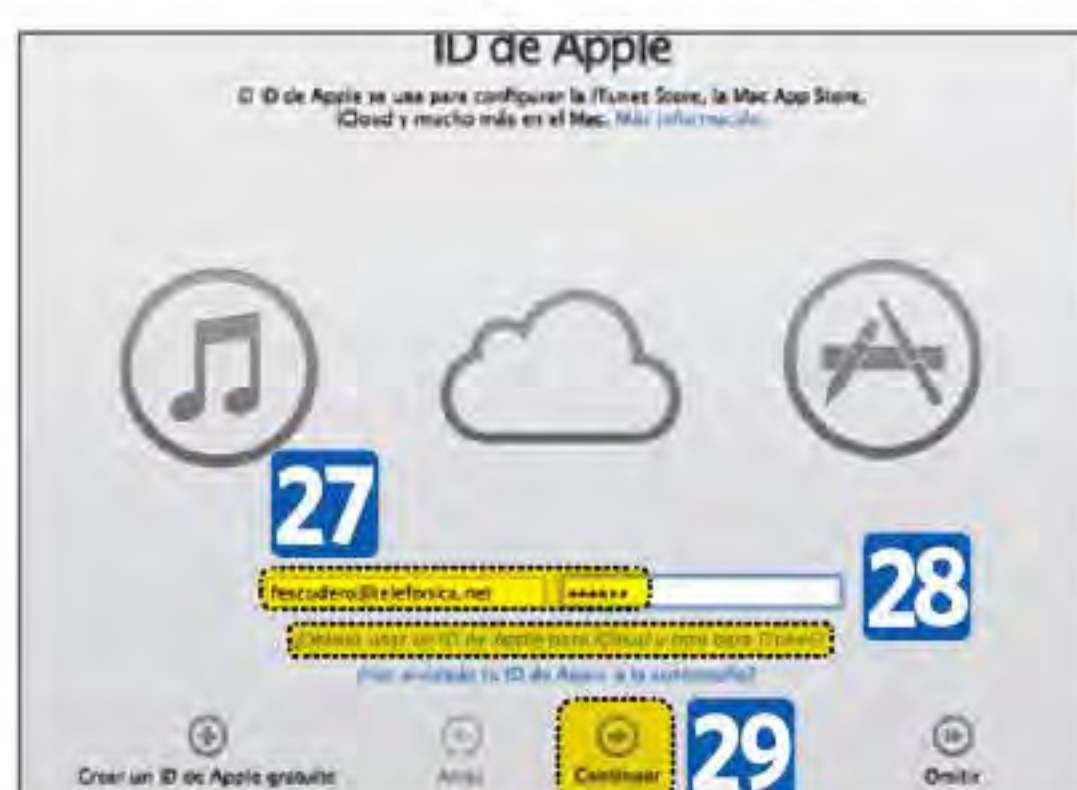 ID de Apple
El ID de Apple se usa para configurar la iTunes Store, la Mac App Store,
iCloud y mucho más en el Mac. Más información.
27
28
fescudero@telefonica.net ••••••
¿Deseas usar un ID de Apple para iCloud y otro para iTunes?
¿Has olvidado tu ID de Apple o la contraseña?
29
Crear un ID de Apple gratuito
Atrás
Continuar
Omitir